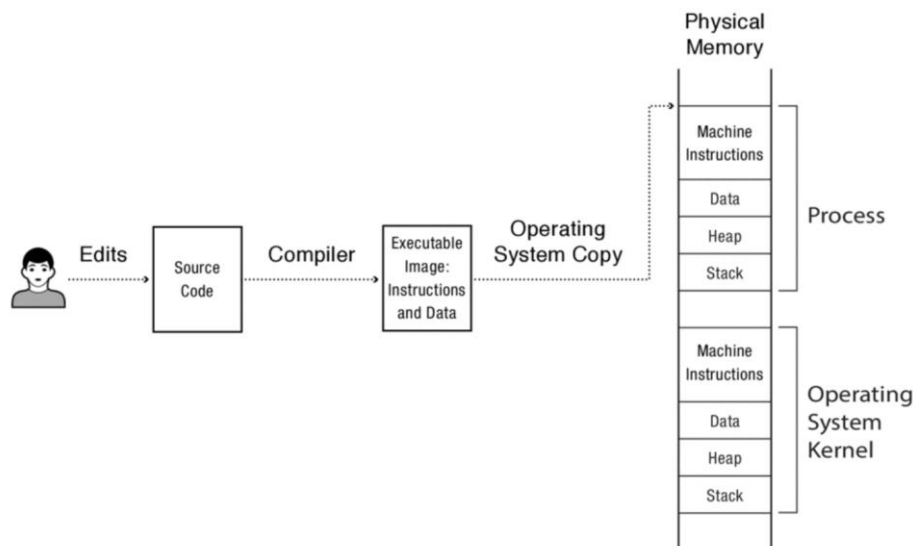 Physical
Memory
Machine
Instructions
Data
Heap
Stack
Process
Edits
Source
Code
Compiler
Executable
Image:
Instructions
and Data
Operating
System Copy
Machine
Instructions
Data
Heap
Stack
Operating
System
Kernel